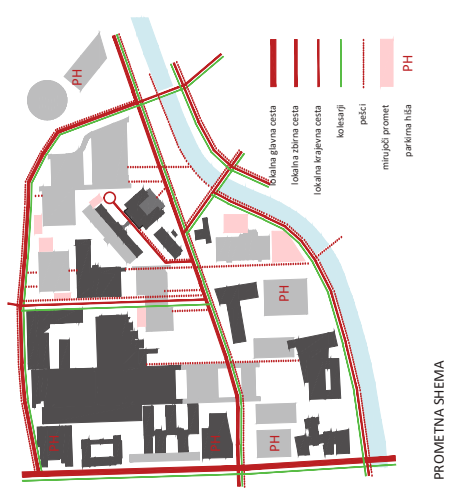 PH
lokalna glavna cesta
lokalna zbirna cesta
lokalna krajevna cesta
kolesarji
pešci
mirujoči promet
PH
parkirna hiša
PH
PH
PH
PH
PROMETNA SHEMA